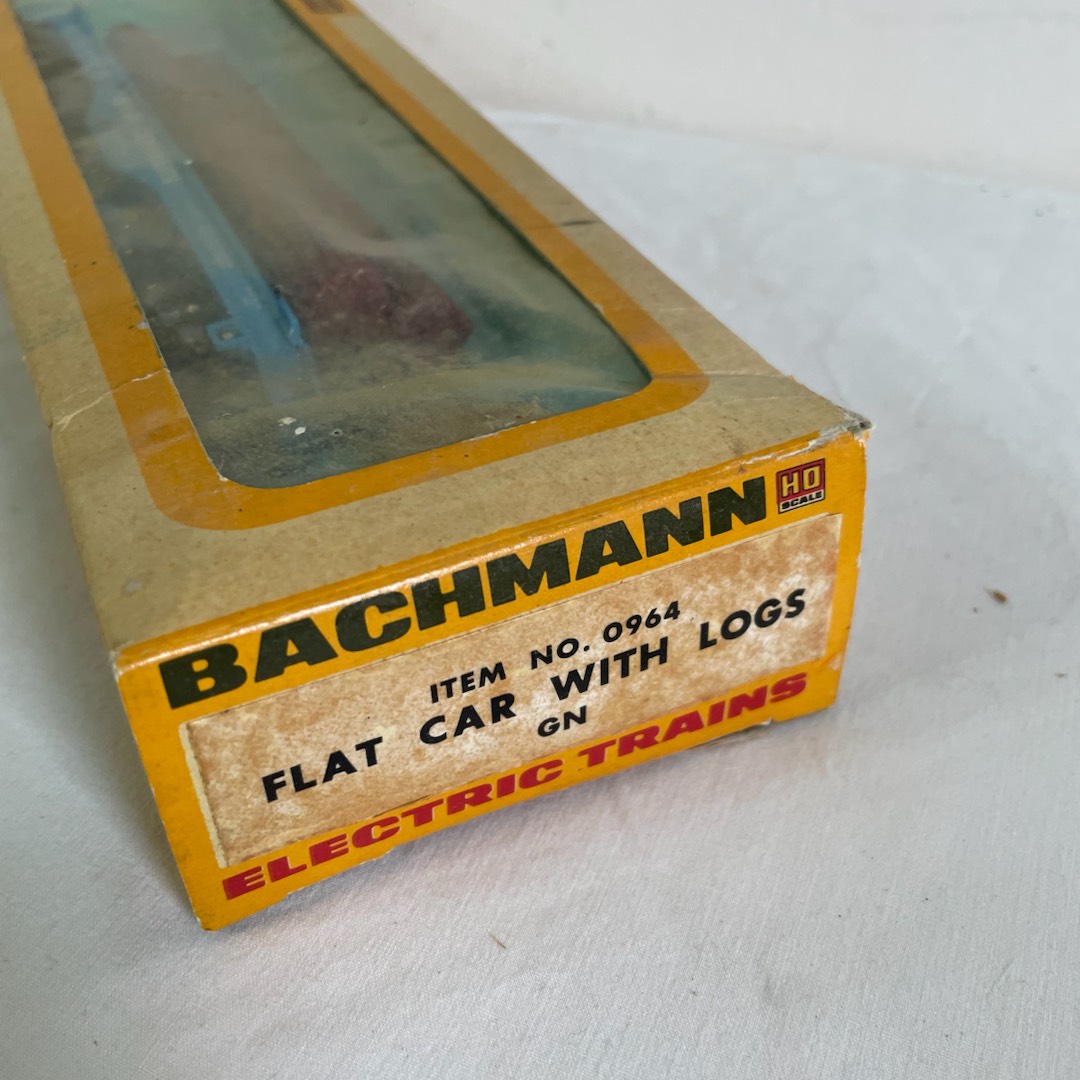 BACHMANN
HO
SCALE
ITEM NO. 0964
FLAT CAR WITH LOGS
GN
ELECTRIC TRAINS